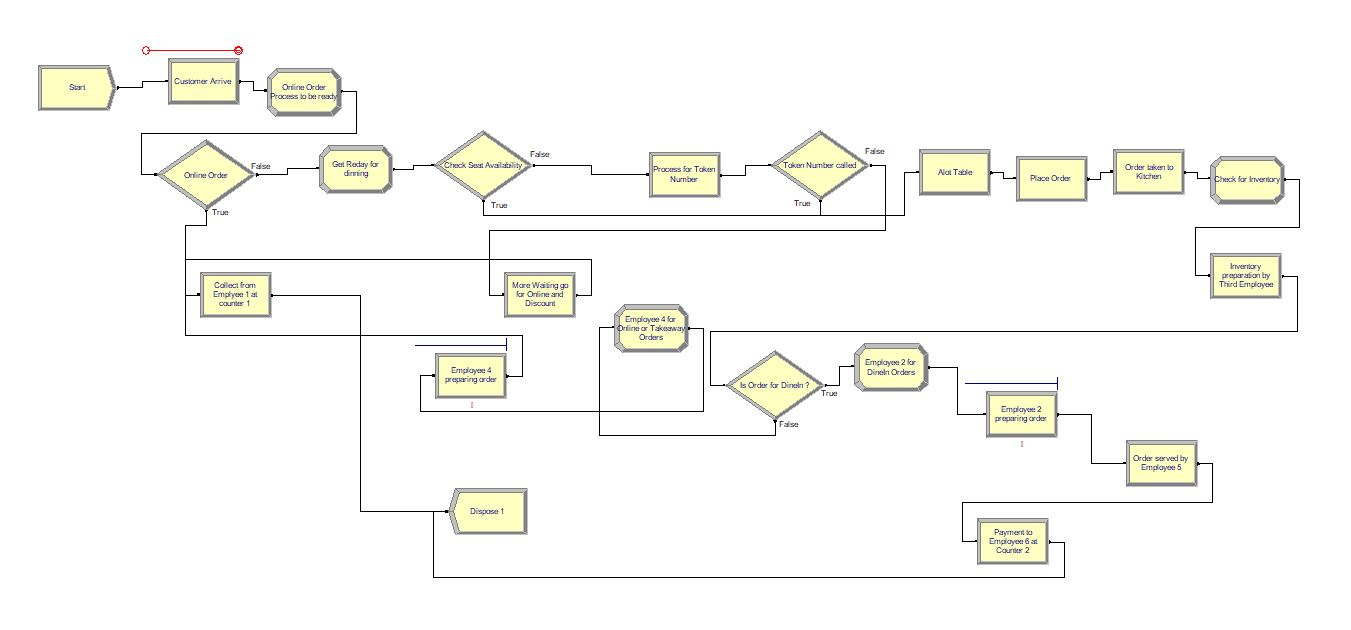 Start
Customer Arrive
Online Order
Process to be ready
Online Order
False
True
Get Reday for
dinning
Check Seat Availability
False
True
Process for Token
Number
Token Number called
False
True
Alot Table
Place Order
Order taken to
Kitchen
Check for Inventory
Inventory
preparation by
Third Employee
Collect from
Emplyee 1 at
counter 1
More Waiting go
for Online and
Discount
Employee 4 for
Online or Takeaway
Orders
Employee 4
preparing order
Is Order for DineIn ?
True
False
Employee 2 for
DineIn Orders
Employee 2
preparing order
Order served by
Employee 5
Dispose 1
Payment to
Employee 6 at
Counter 2